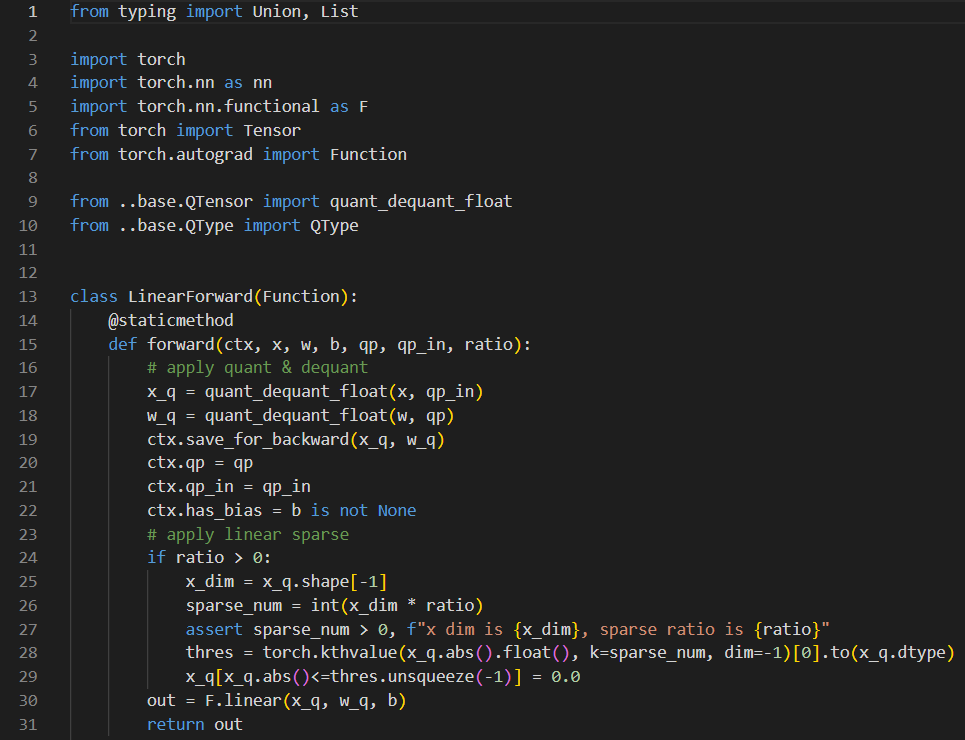 1 from typing import Union, List
2
3 import torch
4 import torch.nn as nn
5 import torch.nn.functional as F
6 from torch import Tensor
7 from torch.autograd import Function
8
9 from ..base.QTensor import quant_dequant_float
10 from ..base.QType import QType
11
12
13 class LinearForward(Function):
14     @staticmethod
15     def forward(ctx, x, w, b, qp, qp_in, ratio):
16         # apply quant & dequant
17         x_q = quant_dequant_float(x, qp_in)
18         w_q = quant_dequant_float(w, qp)
19         ctx.save_for_backward(x_q, w_q)
20         ctx.qp = qp
21         ctx.qp_in = qp_in
22         ctx.has_bias = b is not None
23         # apply linear sparse
24         if ratio > 0:
25             x_dim = x_q.shape[-1]
26             sparse_num = int(x_dim * ratio)
27             assert sparse_num > 0, f"x dim is {x_dim}, sparse ratio is {ratio}"
28             thres = torch.kthvalue(x_q.abs().float(), k=sparse_num, dim=-1)[0].to(x_q.dtype)
29             x_q[x_q.abs()<=thres.unsqueeze(-1)] = 0.0
30         out = F.linear(x_q, w_q, b)
31         return out